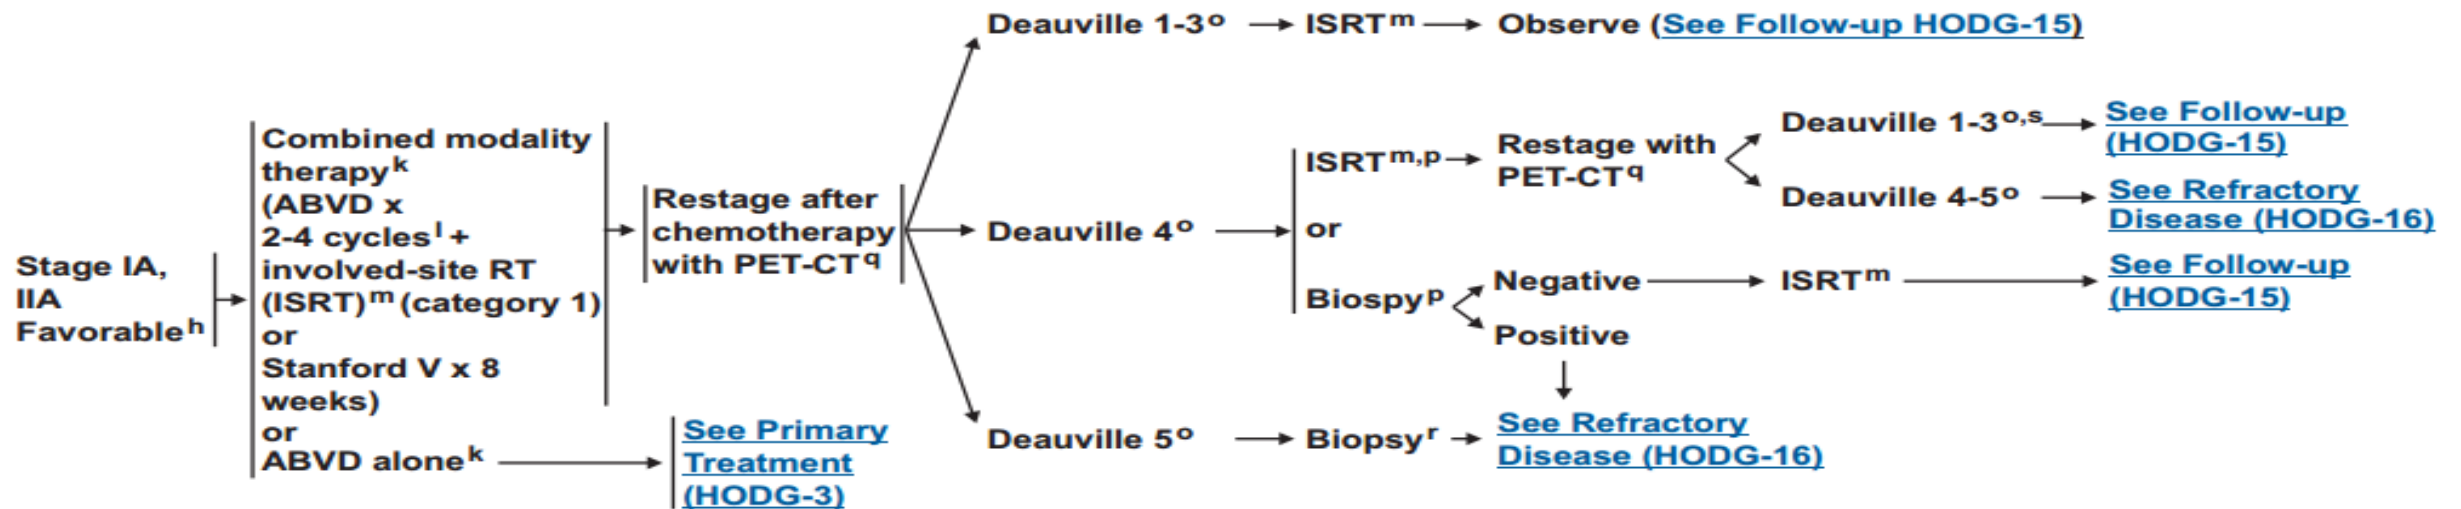 Stage IA,
IIA
Favorableʰ
Combined modality
therapyᵏ
(ABVD x
2-4 cyclesˡ +
involved-site RT
(ISRT)ᵐ (category 1)
or
Stanford V x 8
weeks)
or
ABVD aloneᵏ
See Primary
Treatment
(HODG-3)
Restage after
chemotherapy
with PET-CTq
Deauville 1-3ᵒ
ISRTᵐ
Observe (See Follow-up HODG-15)
Deauville 4ᵒ
ISRTᵐ,ᵖ
or
Biospyᵖ
Restage with
PET-CTq
Deauville 1-3ᵒ,ˢ
See Follow-up
(HODG-15)
Deauville 4-5ᵒ
See Refractory
Disease (HODG-16)
Negative
ISRTᵐ
See Follow-up
(HODG-15)
Positive
Deauville 5ᵒ
Biopsyʳ
See Refractory
Disease (HODG-16)